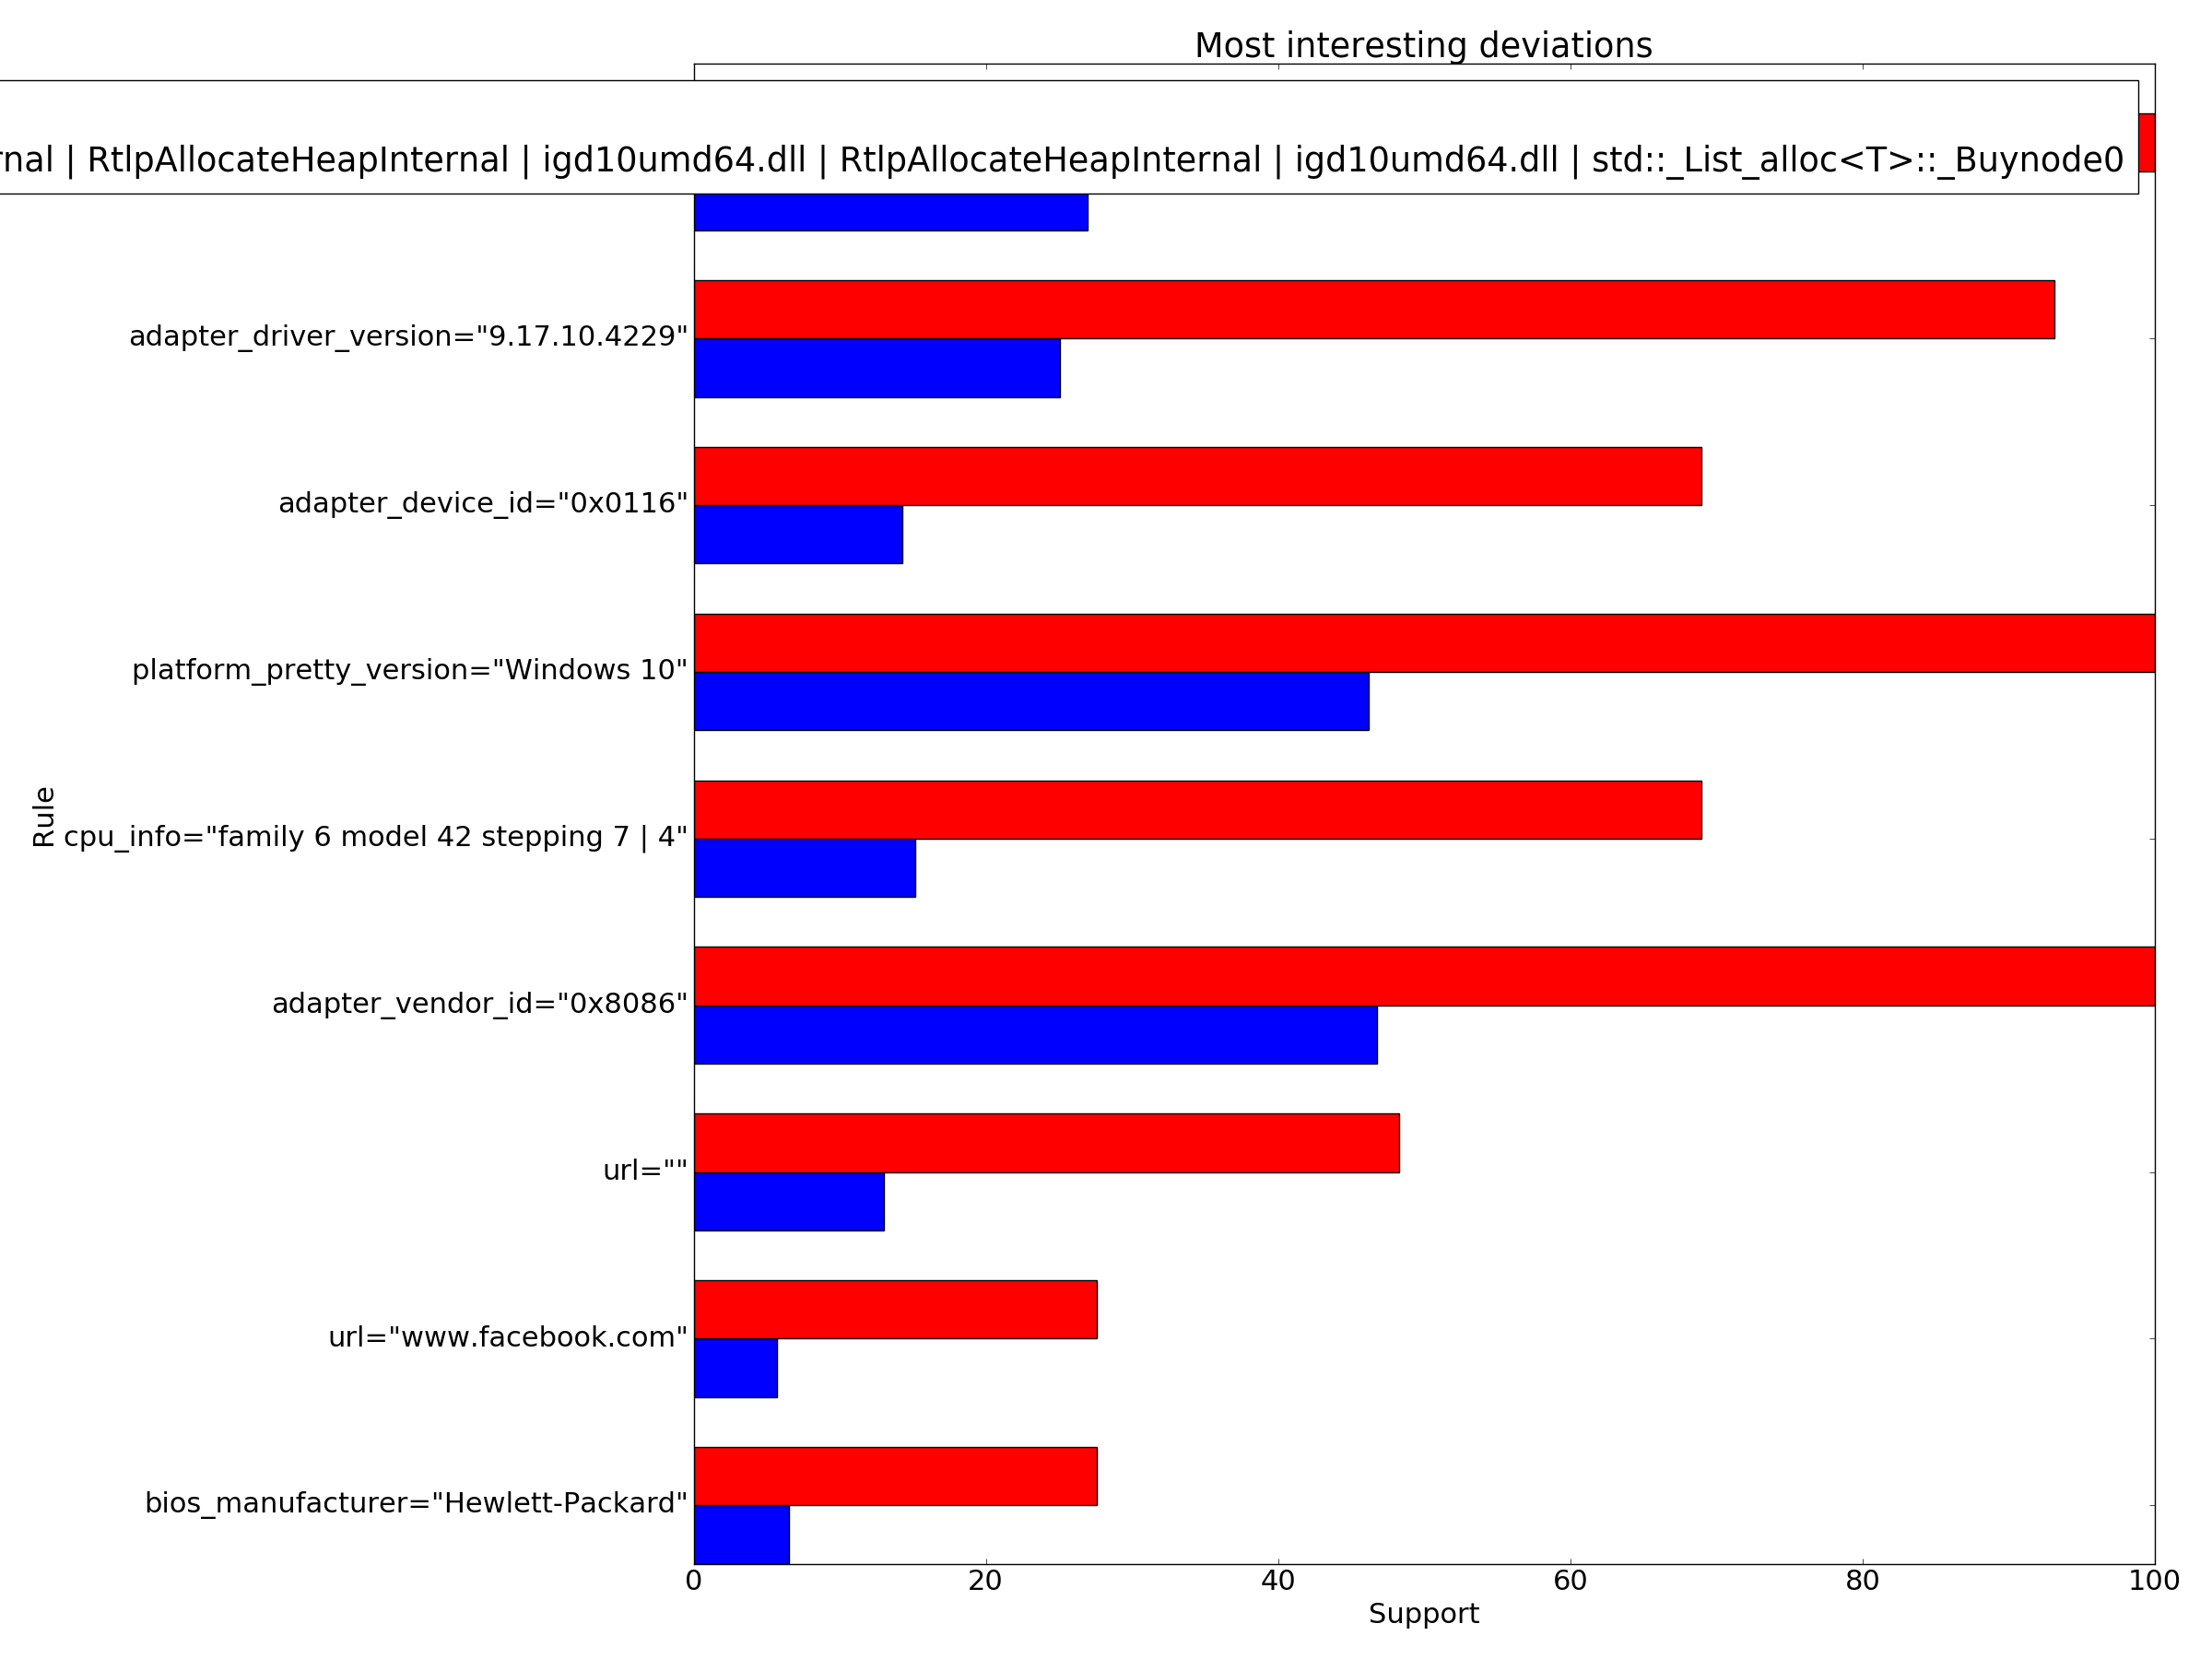 Most interesting deviations
| RtlpAllocateHeapInternal | igd10umd64.dll | RtlpAllocateHeapInternal | igd10umd64.dll | std::_List_alloc<T>::_Buynode0
adapter_driver_version="9.17.10.4229"
adapter_device_id="0x0116"
platform_pretty_version="Windows 10"
Rule
cpu_info="family 6 model 42 stepping 7 | 4"
adapter_vendor_id="0x8086"
url=""
url="www.facebook.com"
bios_manufacturer="Hewlett-Packard"
0 20 40 60 80 100
Support